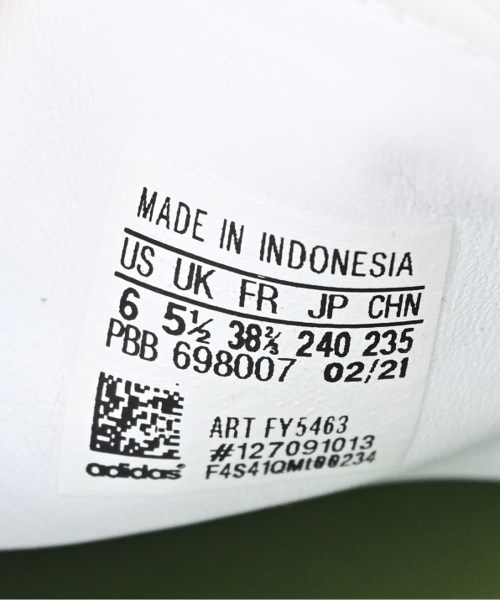 MADE IN INDONESIA
US UK FR JP CHN
6 5½ 38⅔ 240 235
PBB 698007 02/21
ART FY5463
#127091013
F4S41QMt00234
adidas